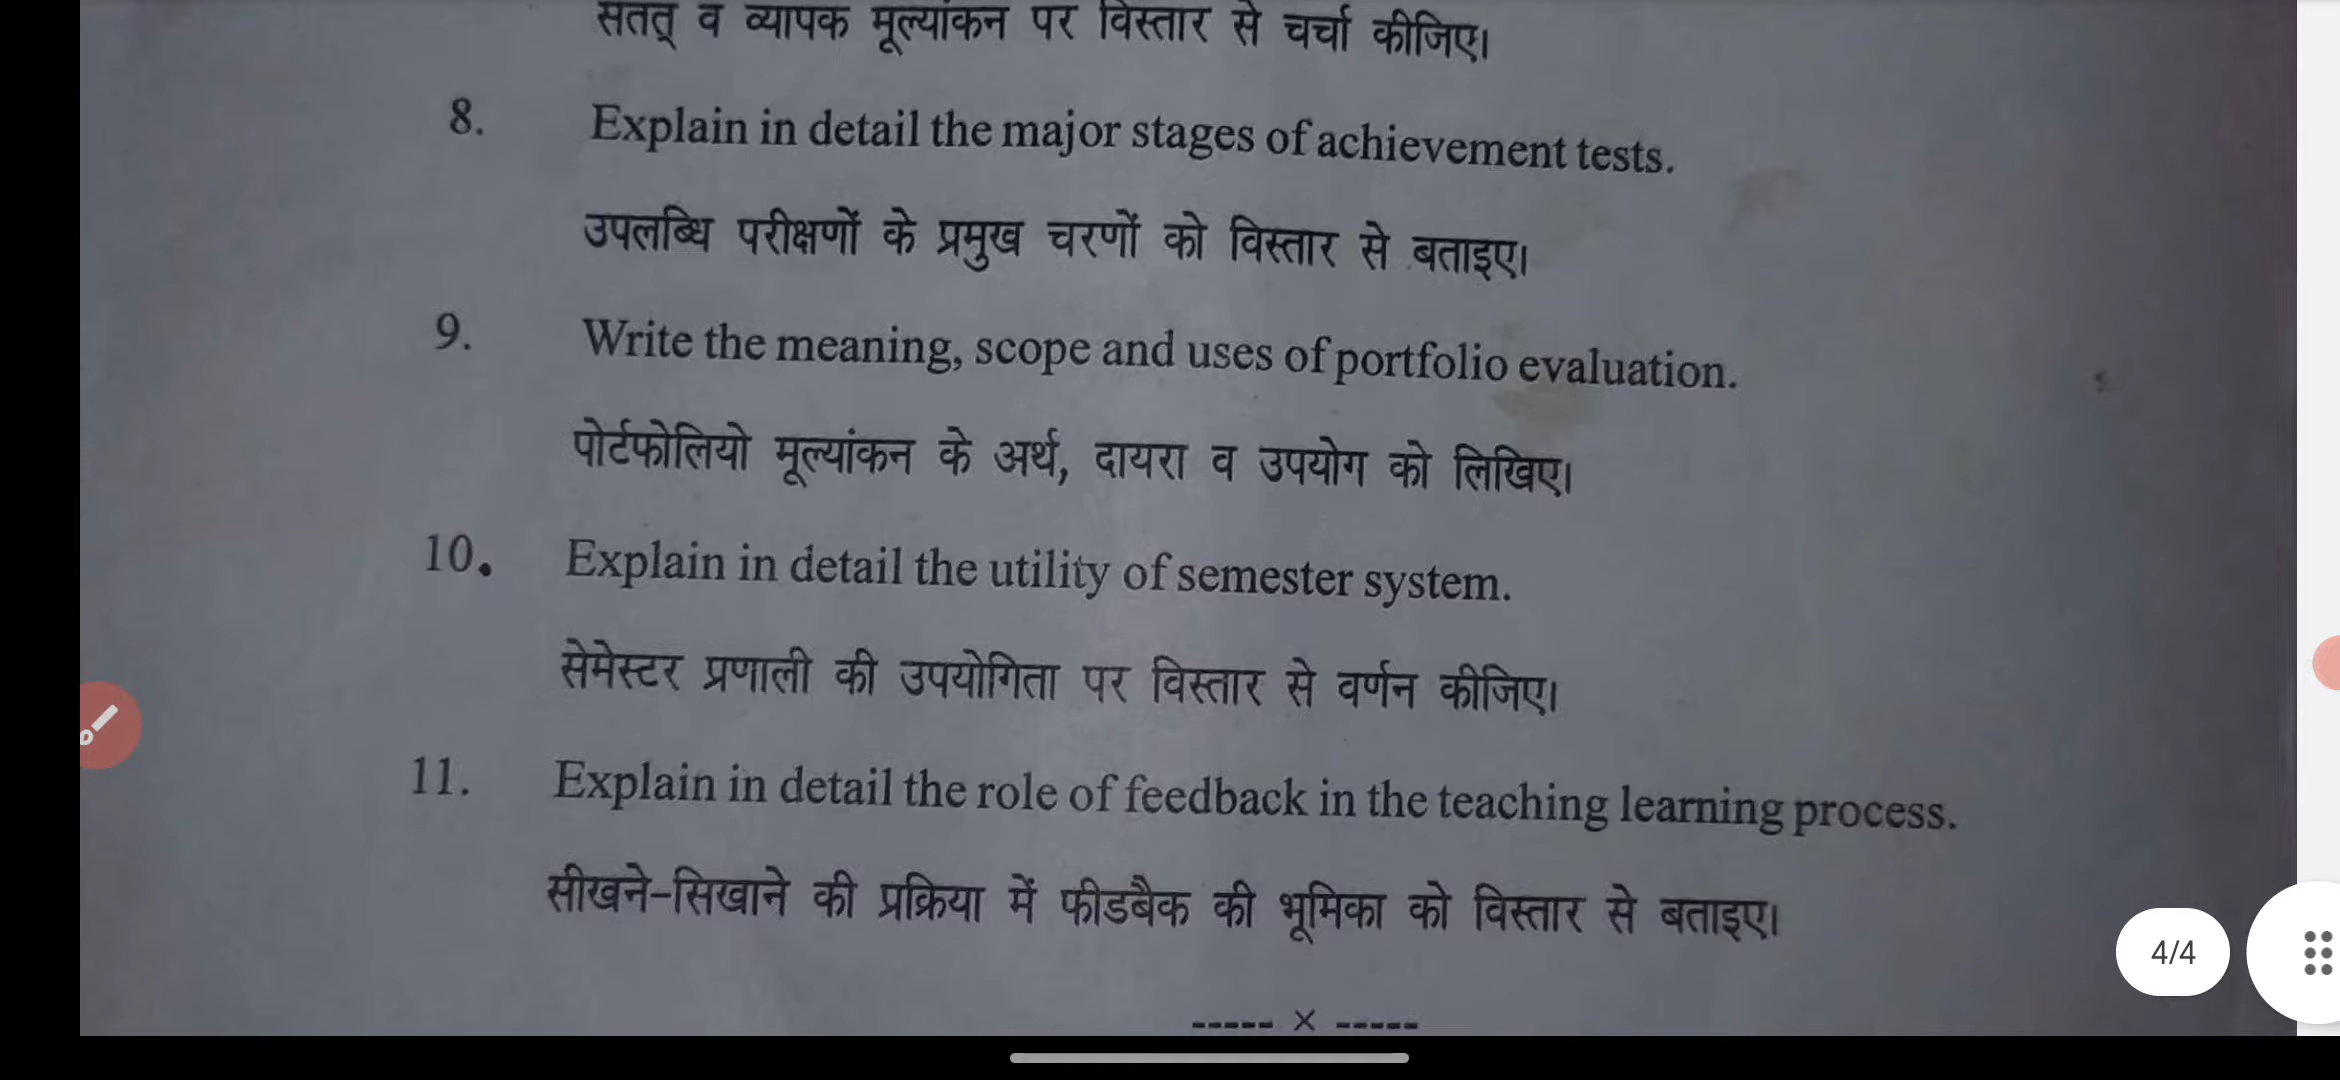 सतत् व व्यापक मूल्यांकन पर विस्तार से चर्चा कीजिए।
8. Explain in detail the major stages of achievement tests.
उपलब्धि परीक्षणों के प्रमुख चरणों को विस्तार से बताइए।
9. Write the meaning, scope and uses of portfolio evaluation.
पोर्टफोलियो मूल्यांकन के अर्थ, दायरा व उपयोग को लिखिए।
10. Explain in detail the utility of semester system.
सेमेस्टर प्रणाली की उपयोगिता पर विस्तार से वर्णन कीजिए।
11. Explain in detail the role of feedback in the teaching learning process.
सीखने-सिखाने की प्रक्रिया में फीडबैक की भूमिका को विस्तार से बताइए।
4/4
----- × -----